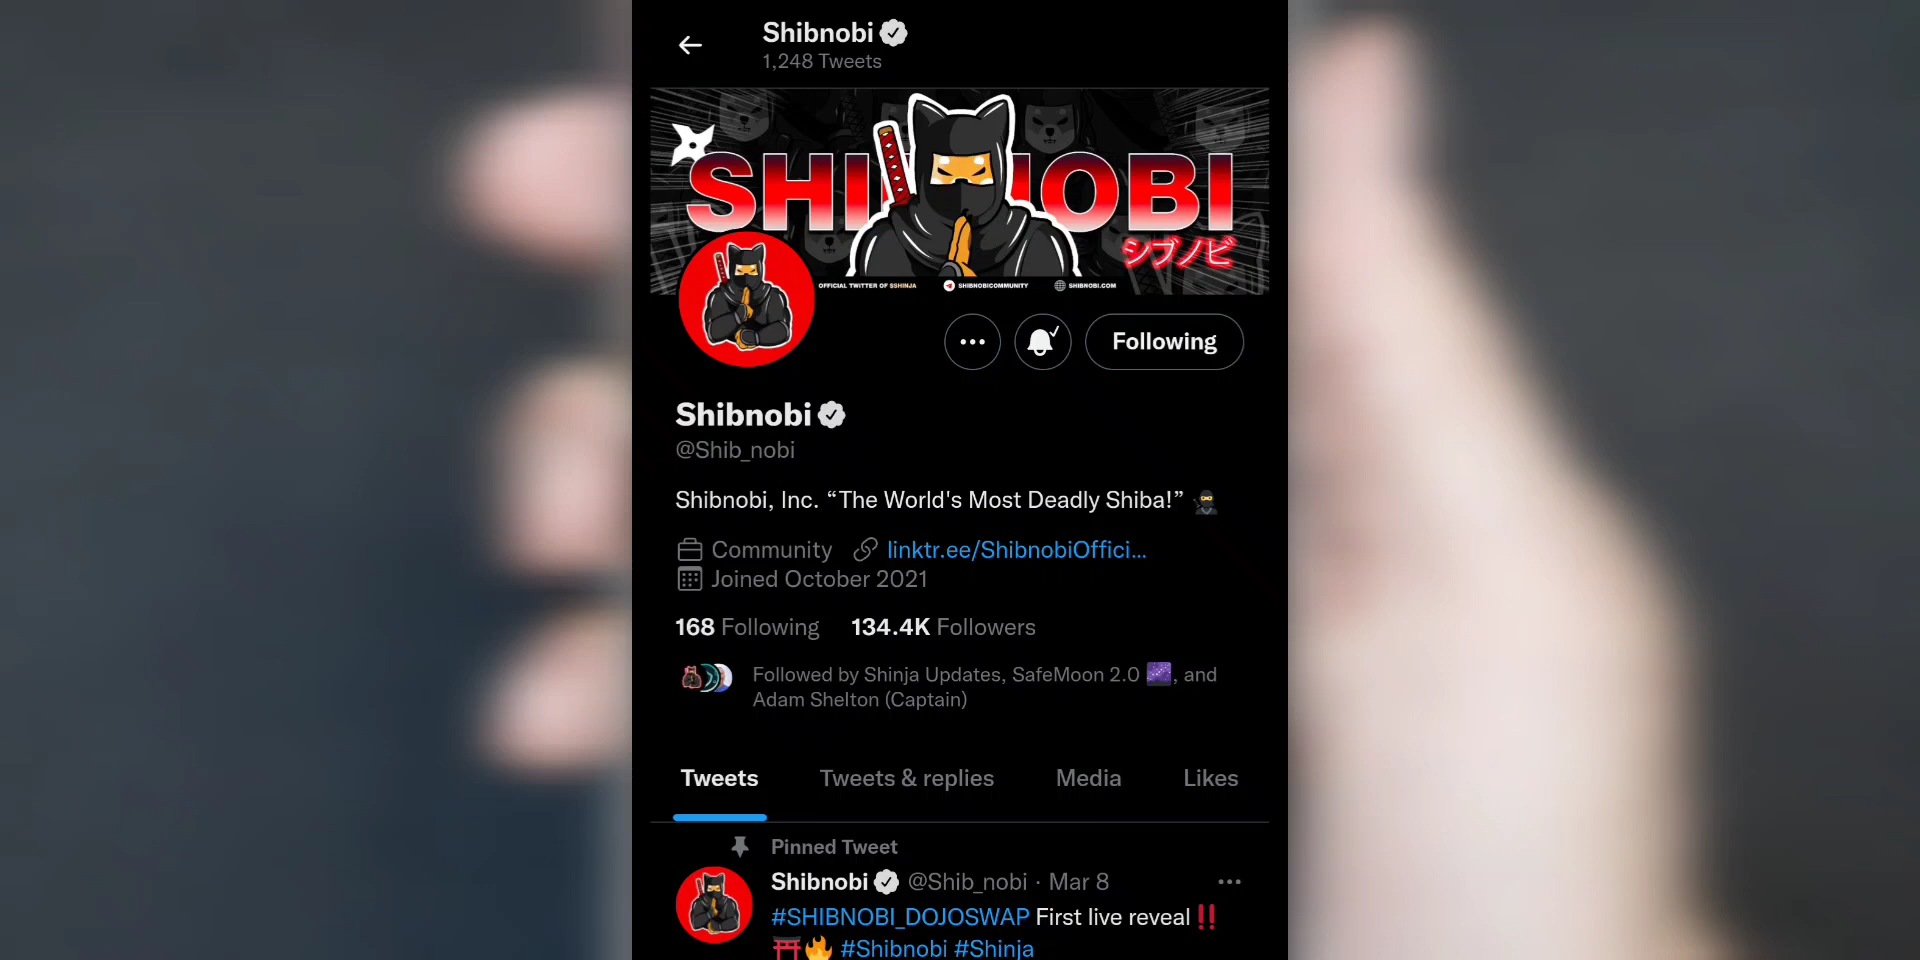 Shibnobi
1,248 Tweets
SHI NOBI
シブノビ
OFFICIAL TWITTER OF $SHINJA SHIBNOBICOMMUNITY SHIBNOBI.COM
Following
Shibnobi
@Shib_nobi
Shibnobi, Inc. “The World's Most Deadly Shiba!” 🥷
Community linktr.ee/ShibnobiOffici...
Joined October 2021
168 Following 134.4K Followers
Followed by Shinja Updates, SafeMoon 2.0 🌌, and
Adam Shelton (Captain)
Tweets Tweets & replies Media Likes
Pinned Tweet
Shibnobi @Shib_nobi · Mar 8
#SHIBNOBI_DOJOSWAP First live reveal‼️
⛩🔥 #Shibnobi #Shinja